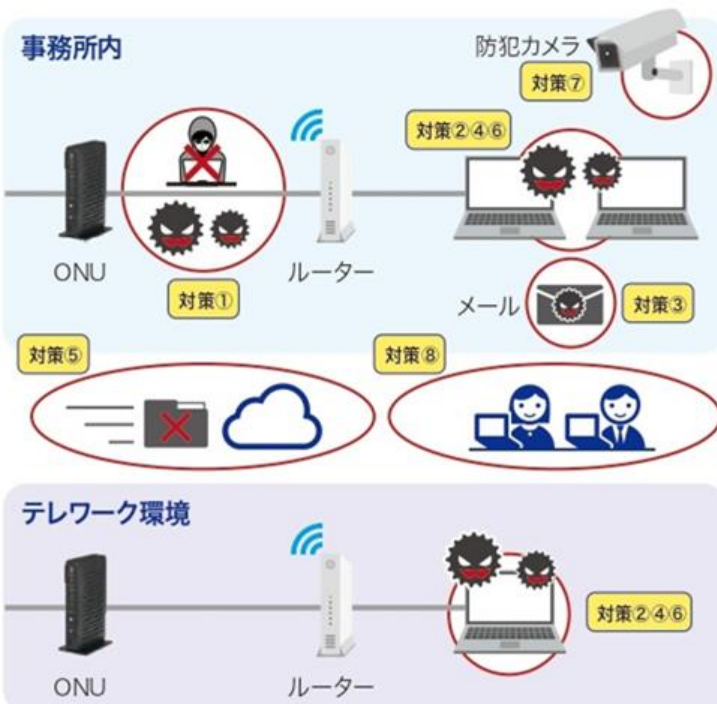 事務所内
防犯カメラ
対策⑦
対策②④⑥
ONU
対策①
ルーター
メール
対策③
対策⑤
対策⑧
テレワーク環境
対策②④⑥
ONU
ルーター